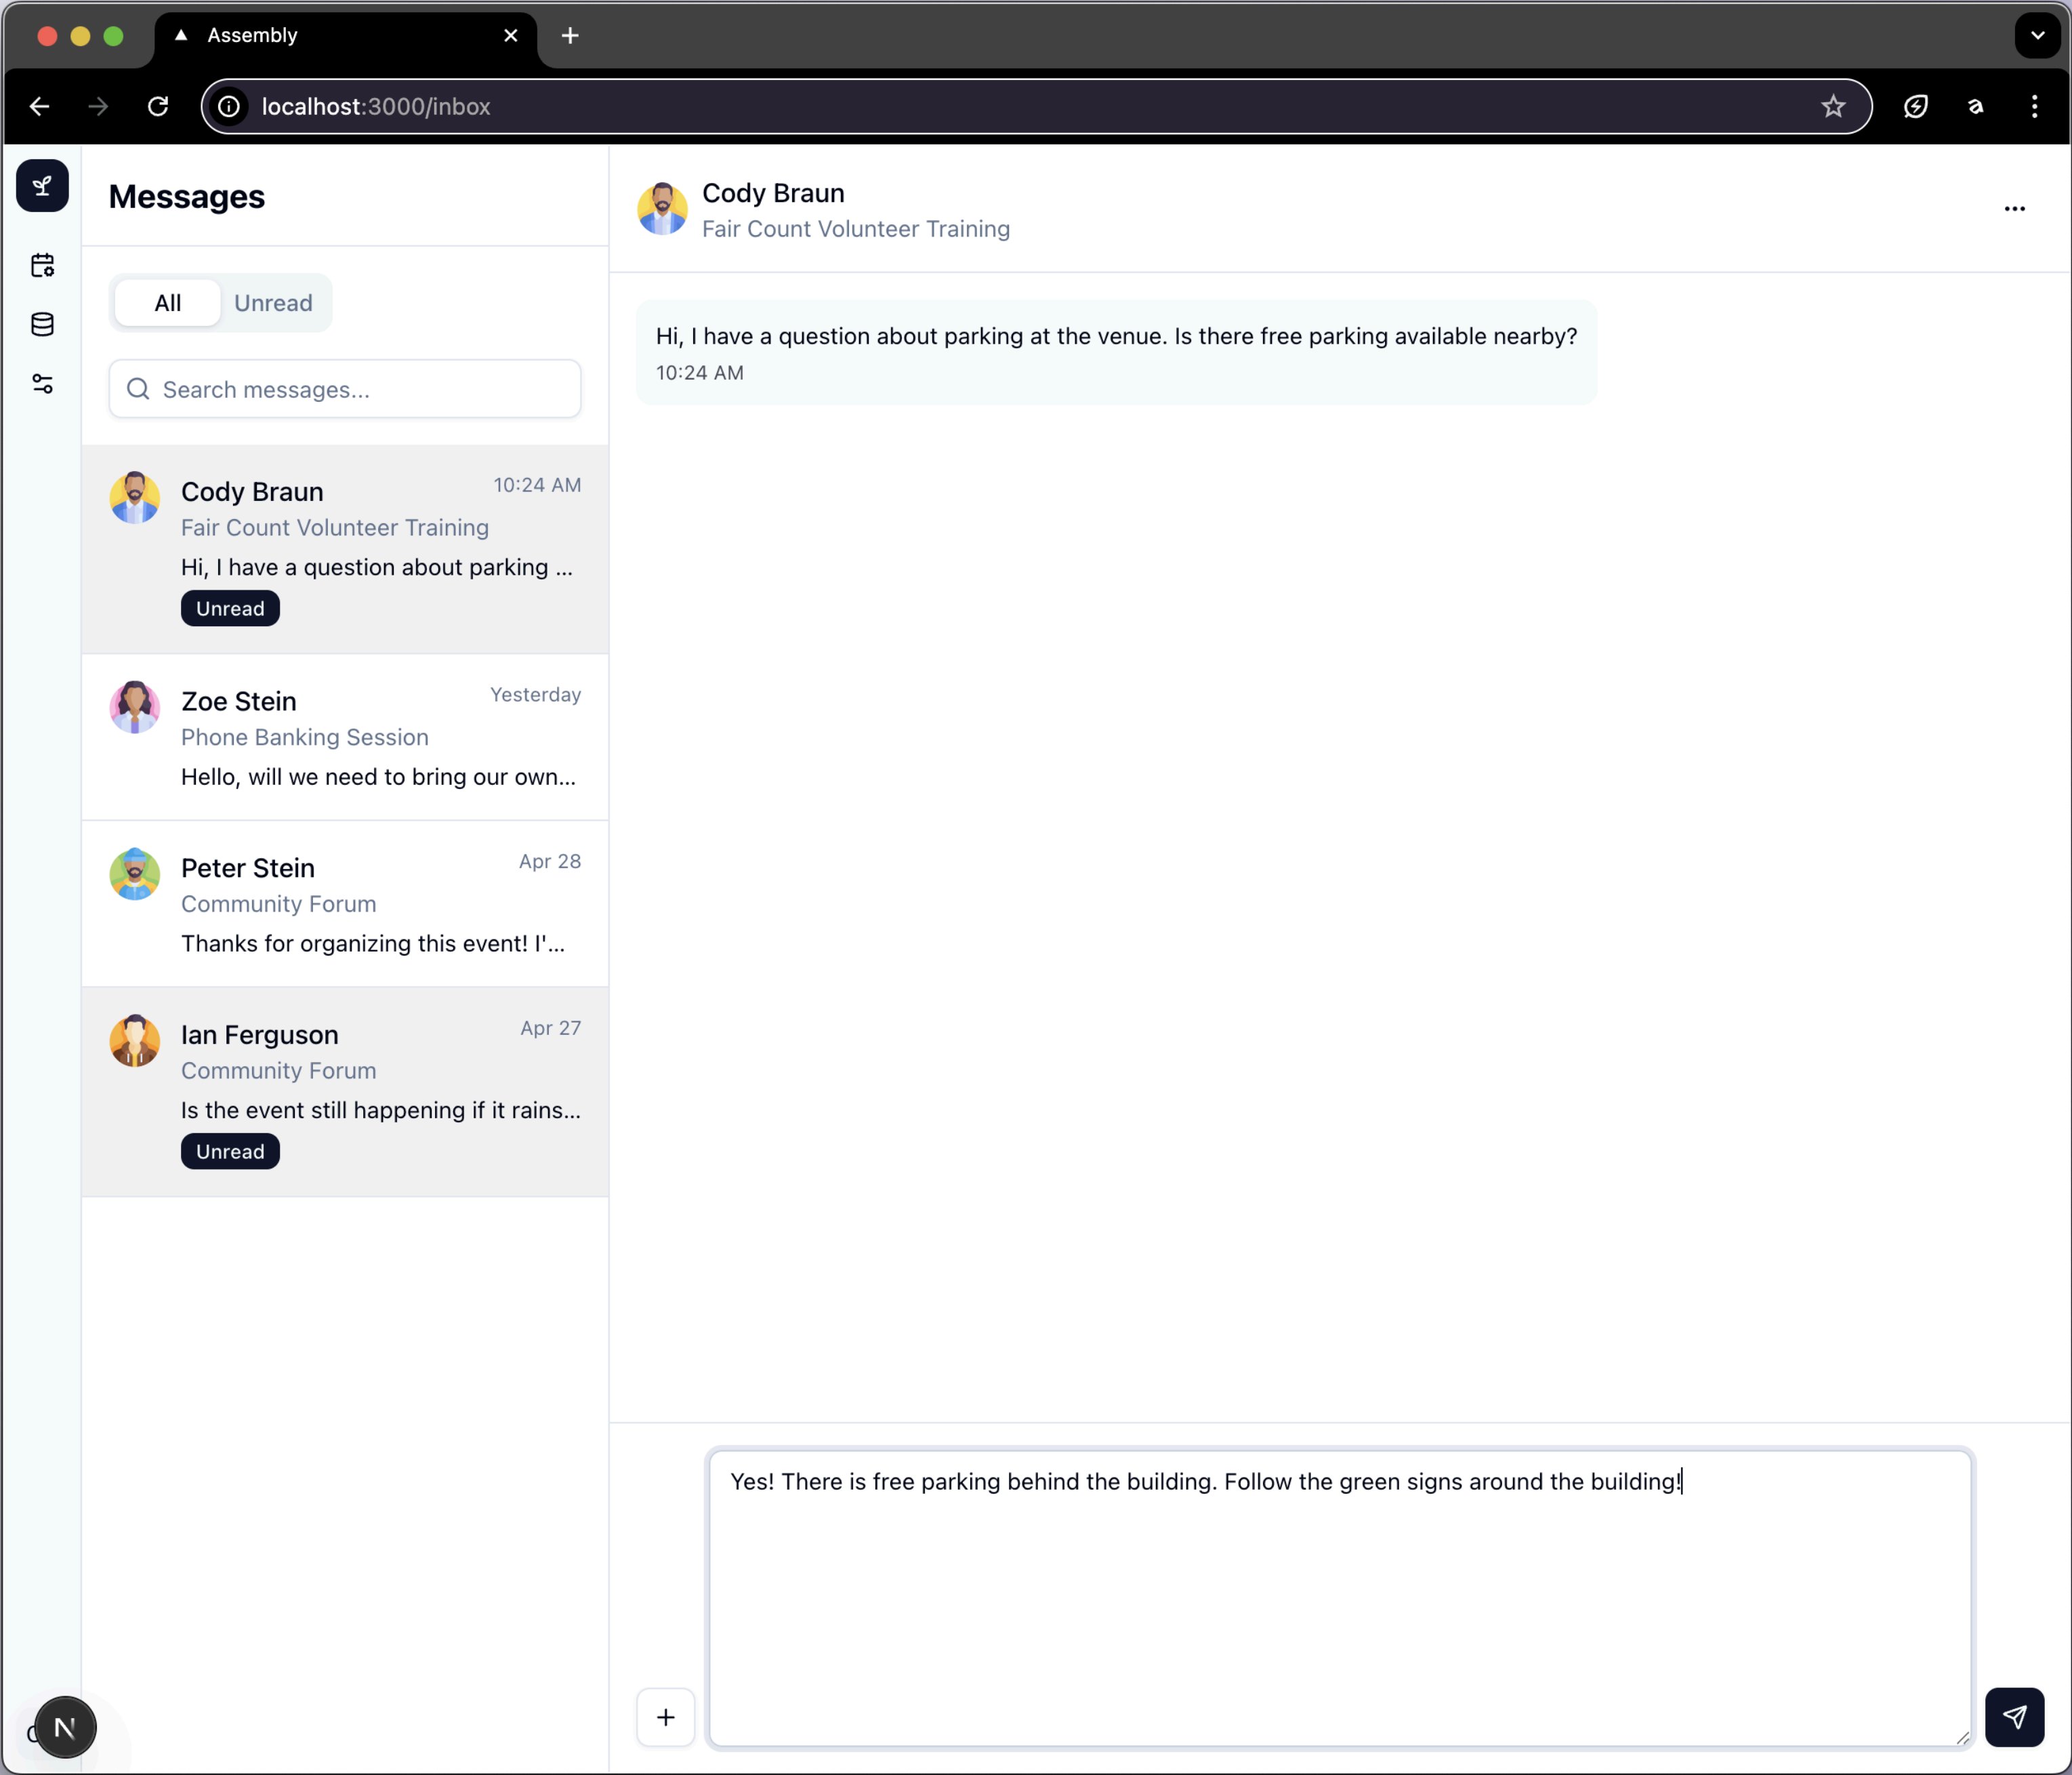 Assembly
localhost:3000/inbox
Messages
All Unread
Search messages...
Cody Braun 10:24 AM
Fair Count Volunteer Training
Hi, I have a question about parking ...
Unread
Zoe Stein Yesterday
Phone Banking Session
Hello, will we need to bring our own...
Peter Stein Apr 28
Community Forum
Thanks for organizing this event! I'...
Ian Ferguson Apr 27
Community Forum
Is the event still happening if it rains...
Unread
N
Cody Braun
Fair Count Volunteer Training
Hi, I have a question about parking at the venue. Is there free parking available nearby?
10:24 AM
Yes! There is free parking behind the building. Follow the green signs around the building!